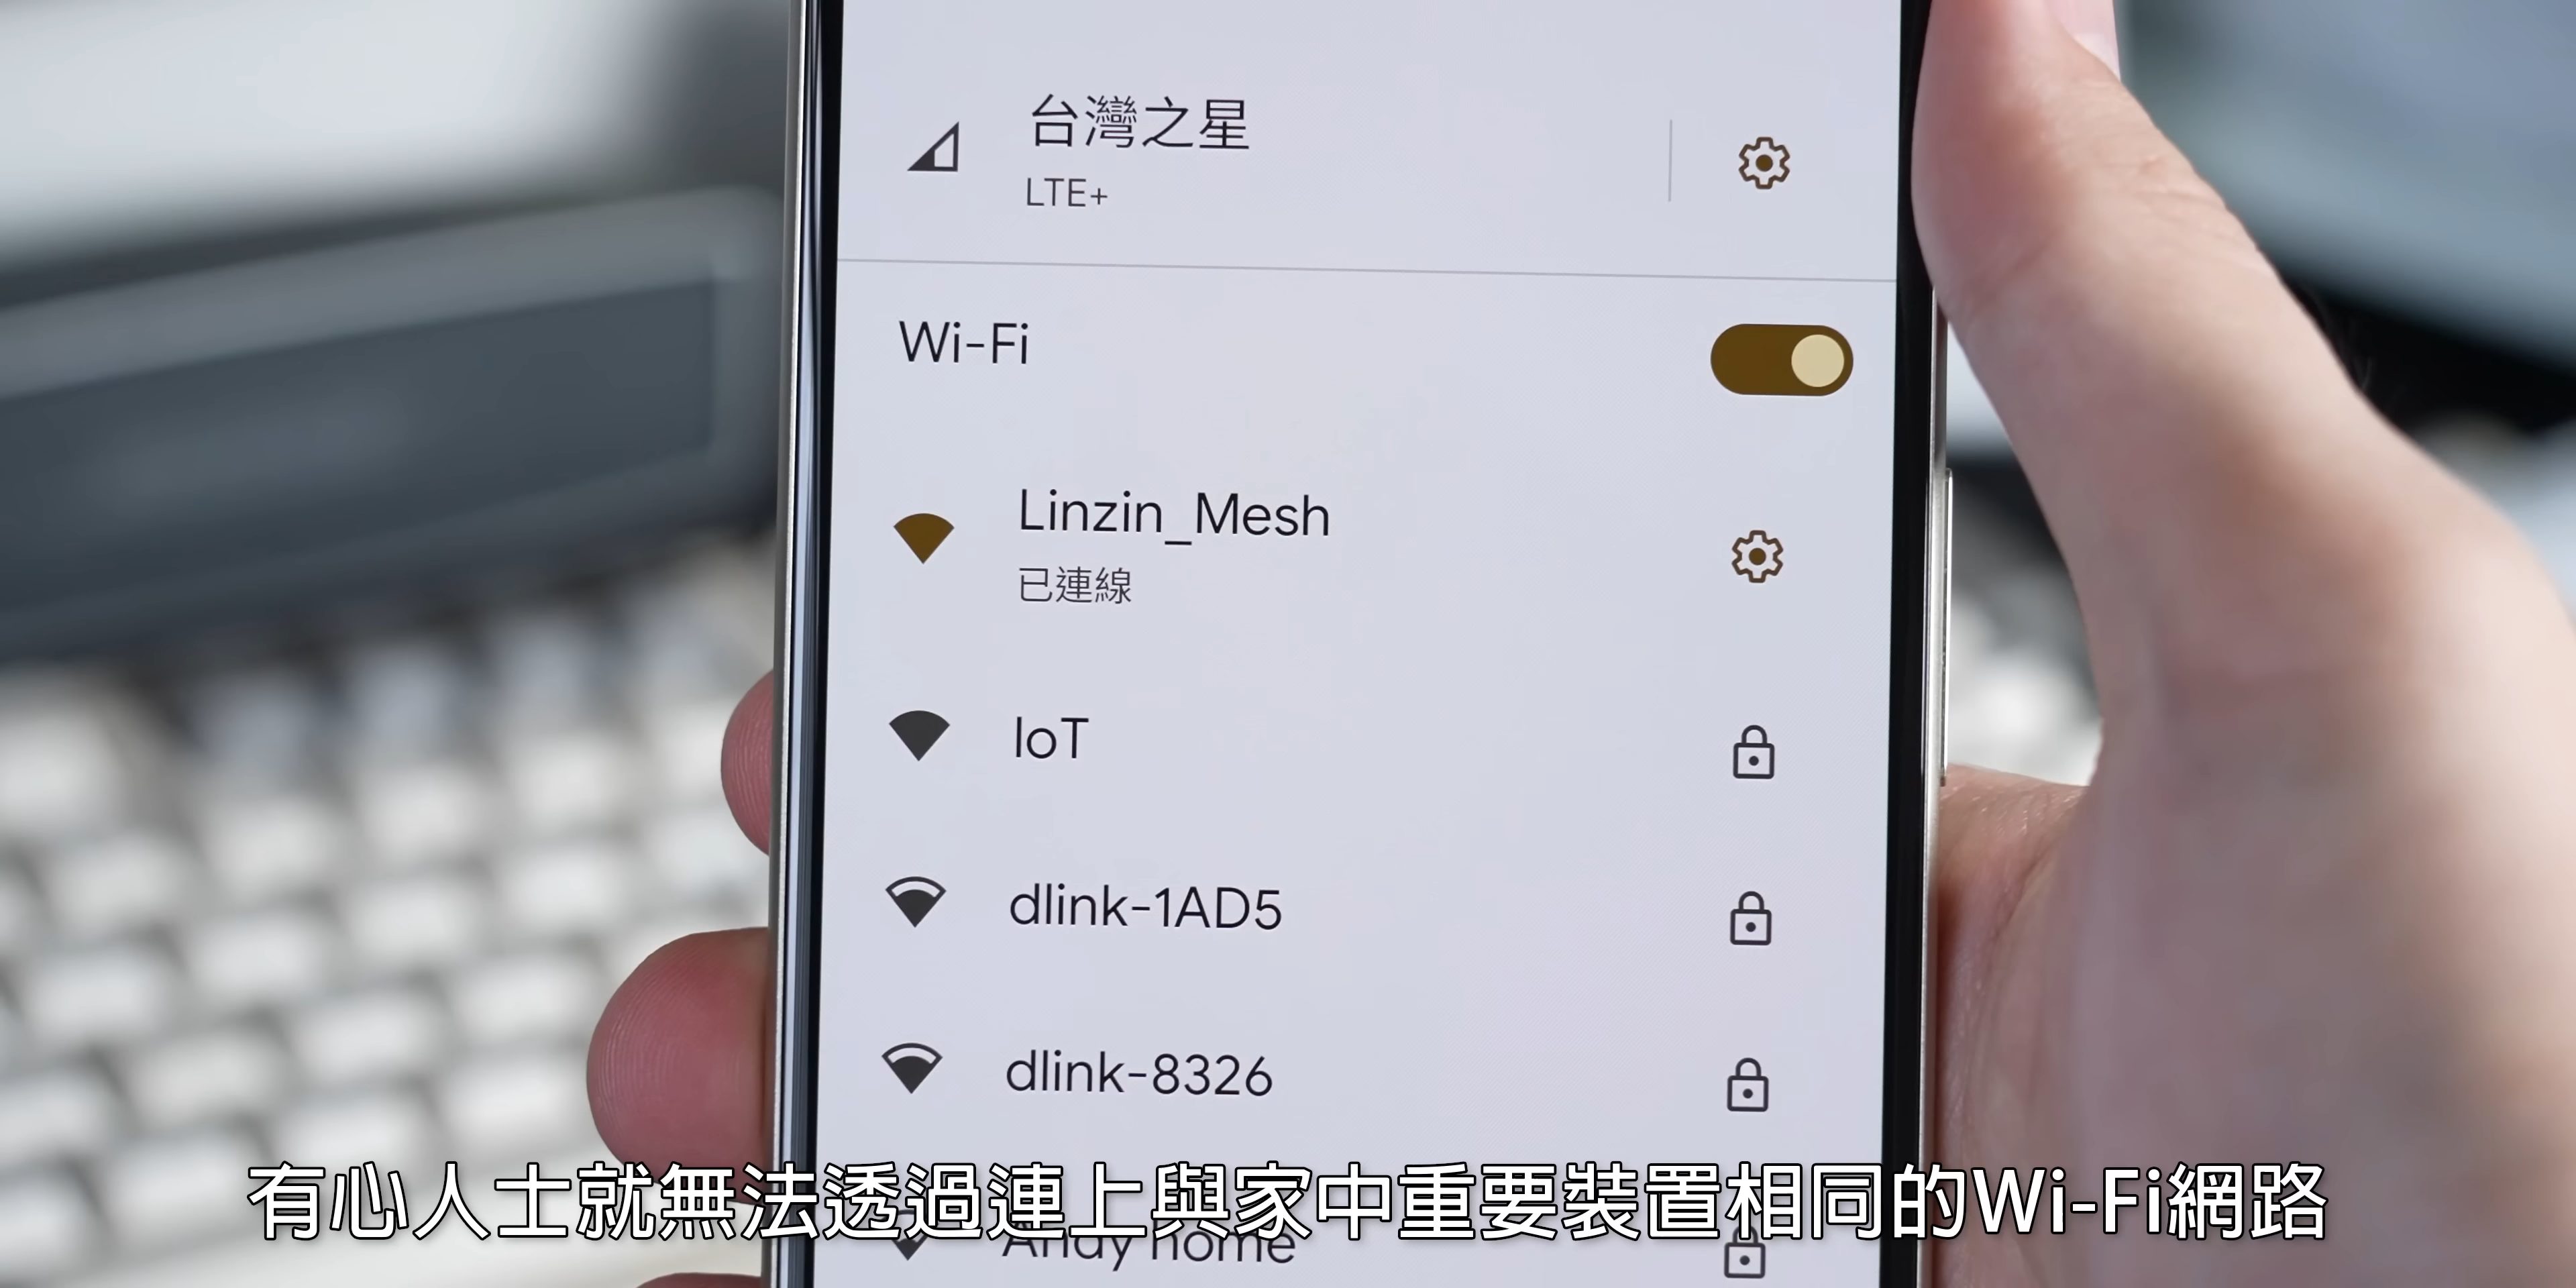 台灣之星
LTE+
Wi-Fi
Linzin_Mesh
已連線
IoT
dlink-1AD5
dlink-8326
Andy home
有心人士就無法透過連上與家中重要裝置相同的Wi-Fi網路